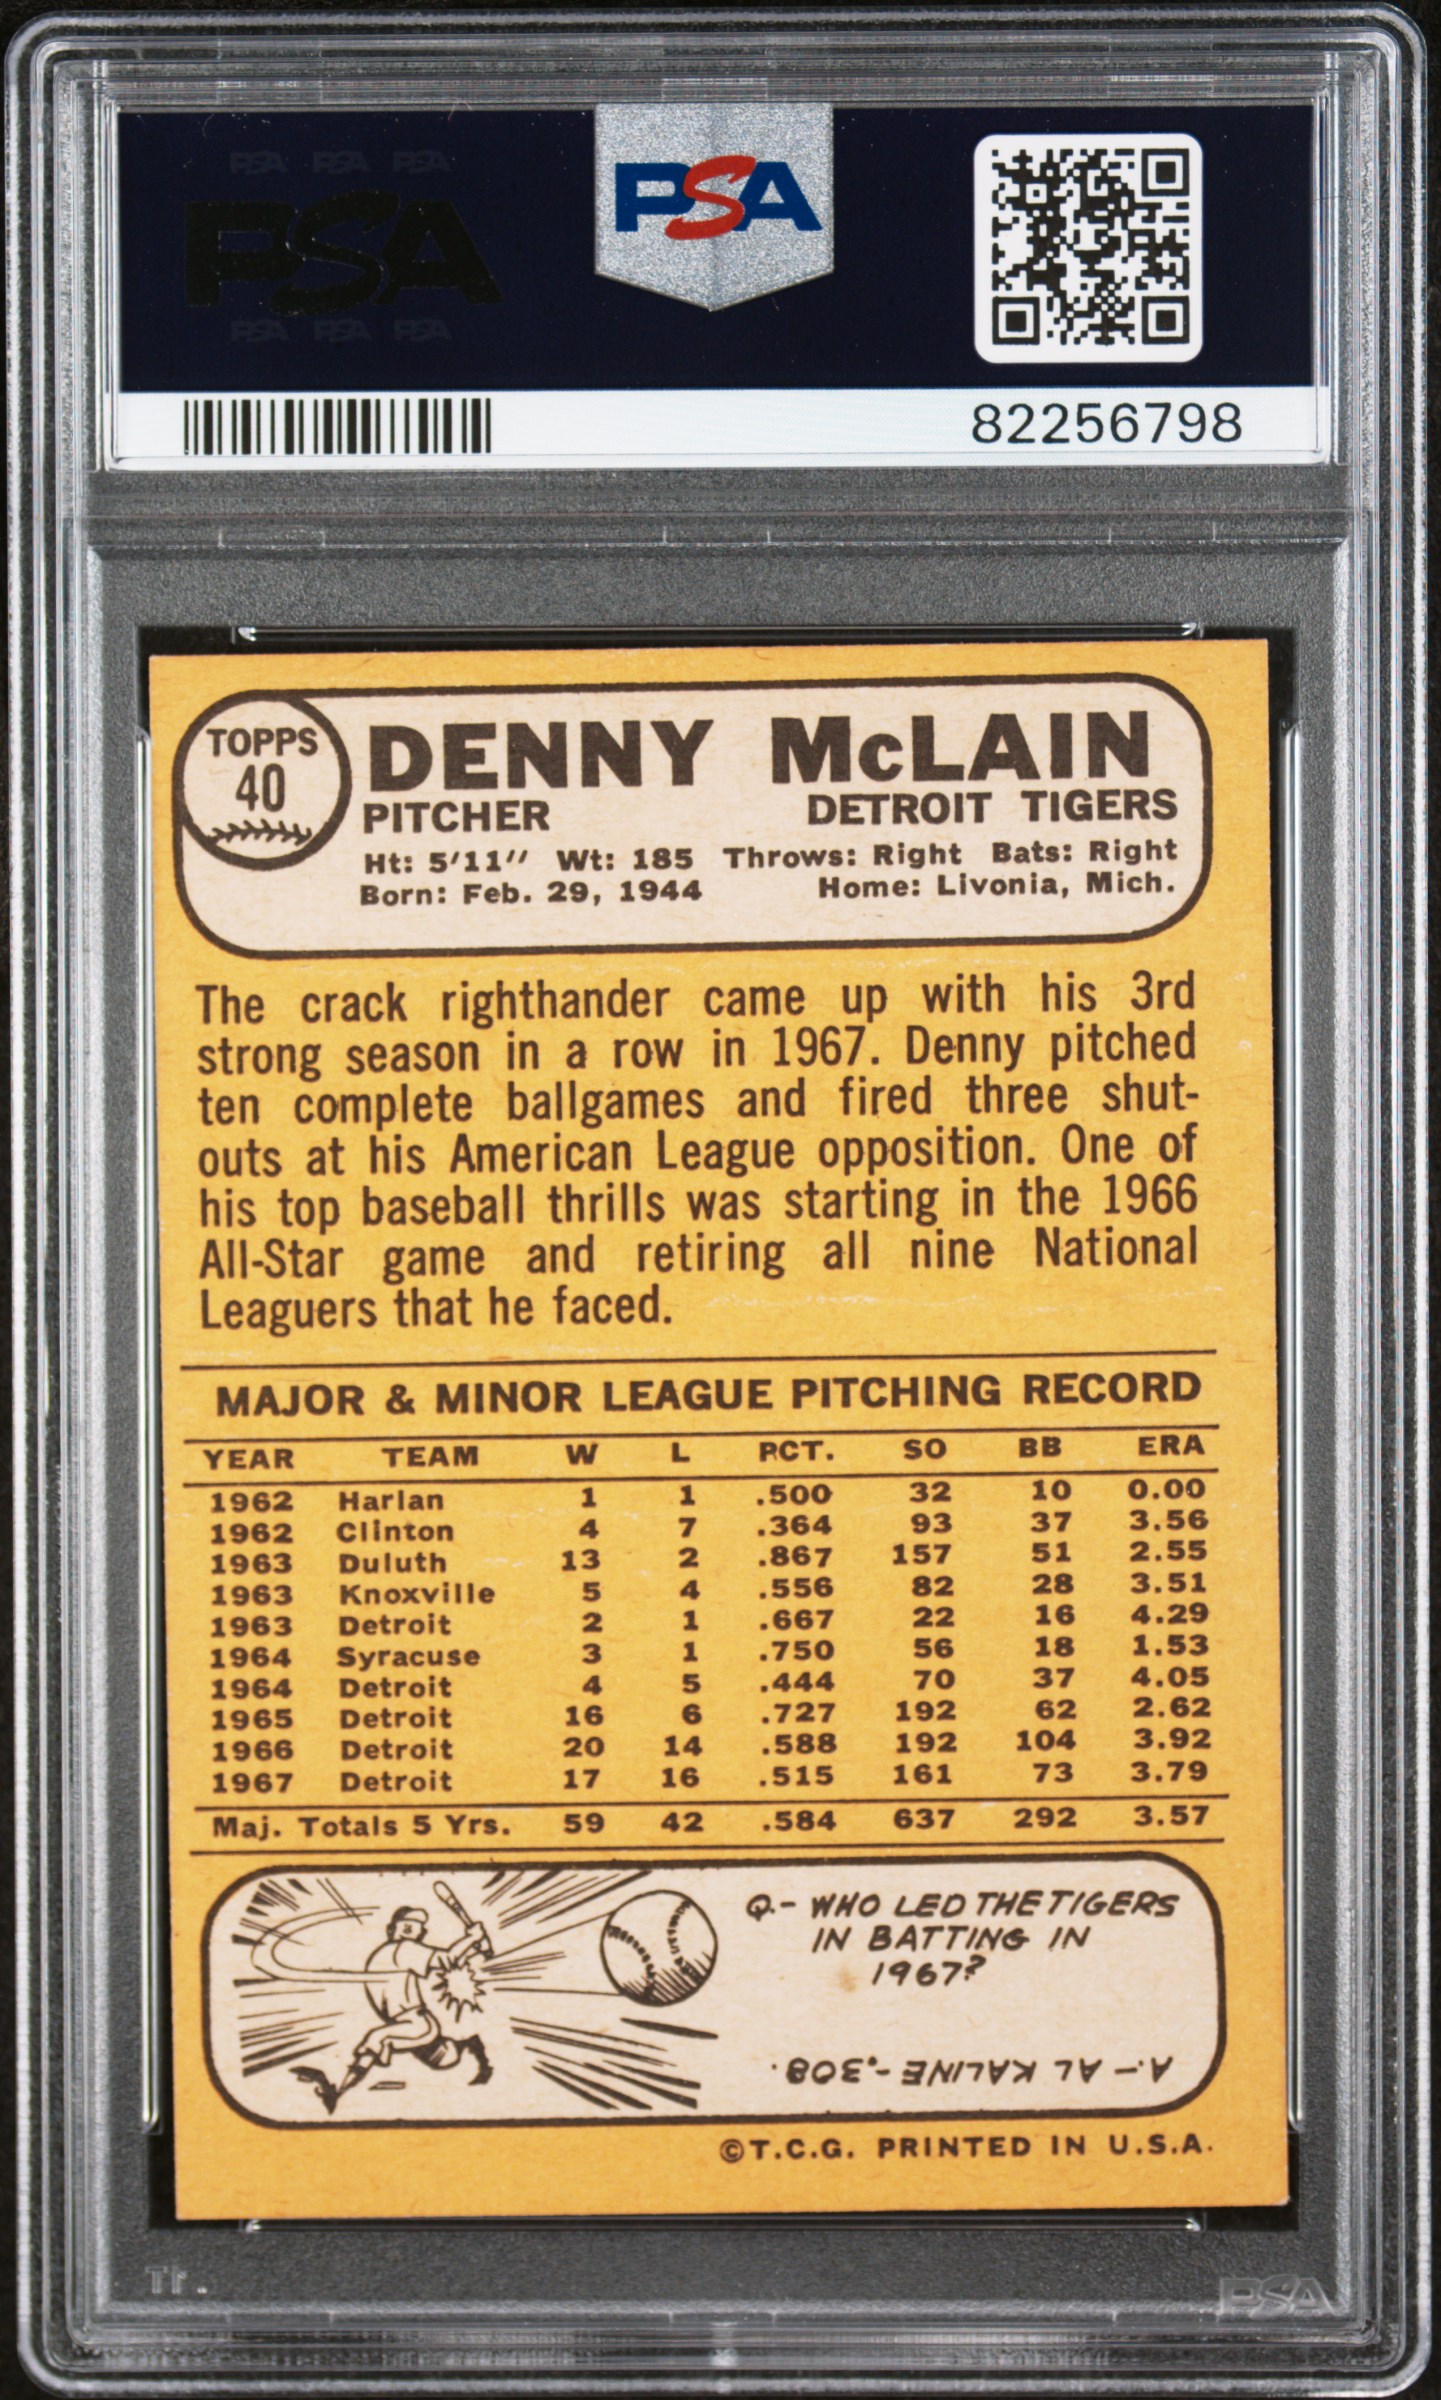 PSA PSA PSA
PSA
PSA PSA PSA
PSA
82256798
TOPPS
40
DENNY McLAIN
PITCHER DETROIT TIGERS
Ht: 5'11" Wt: 185 Throws: Right Bats: Right
Born: Feb. 29, 1944 Home: Livonia, Mich.
The crack righthander came up with his 3rd
strong season in a row in 1967. Denny pitched
ten complete ballgames and fired three shut-
outs at his American League opposition. One of
his top baseball thrills was starting in the 1966
All-Star game and retiring all nine National
Leaguers that he faced.
MAJOR & MINOR LEAGUE PITCHING RECORD
YEAR TEAM W L PCT. SO BB ERA
1962 Harlan 1 1 .500 32 10 0.00
1962 Clinton 4 7 .364 93 37 3.56
1963 Duluth 13 2 .867 157 51 2.55
1963 Knoxville 5 4 .556 82 28 3.51
1963 Detroit 2 1 .667 22 16 4.29
1964 Syracuse 3 1 .750 56 18 1.53
1964 Detroit 4 5 .444 70 37 4.05
1965 Detroit 16 6 .727 192 62 2.62
1966 Detroit 20 14 .588 192 104 3.92
1967 Detroit 17 16 .515 161 73 3.79
Maj. Totals 5 Yrs. 59 42 .584 637 292 3.57
Q.- WHO LED THE TIGERS
IN BATTING IN
1967?
A.- AL KALINE -.308.
©T.C.G. PRINTED IN U.S.A.
PSA